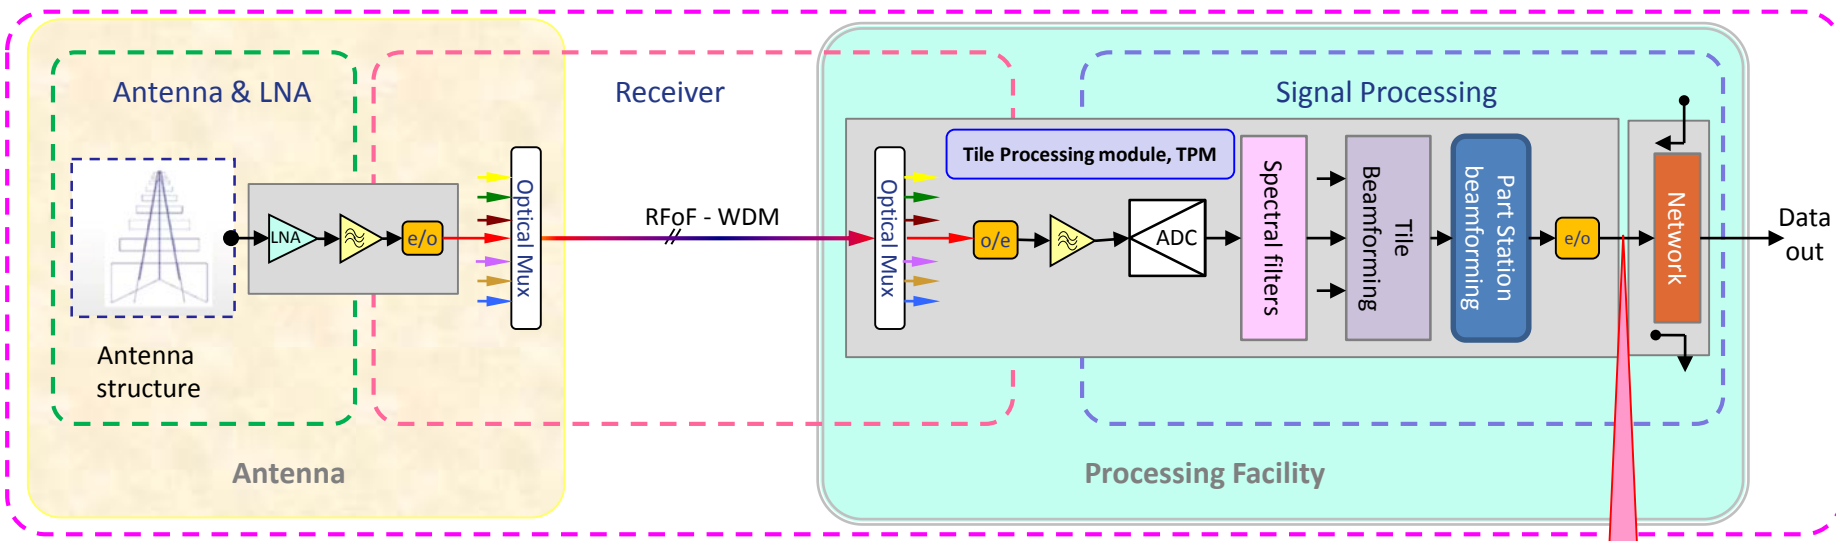 Antenna & LNA
Receiver
Signal Processing
Tile Processing module, TPM
LNA
e/o
Optical Mux
RFoF - WDM
Optical Mux
o/e
ADC
Spectral filters
Tile
Beamforming
Part Station
beamforming
e/o
Network
Data
out
Antenna
structure
Antenna
Processing Facility